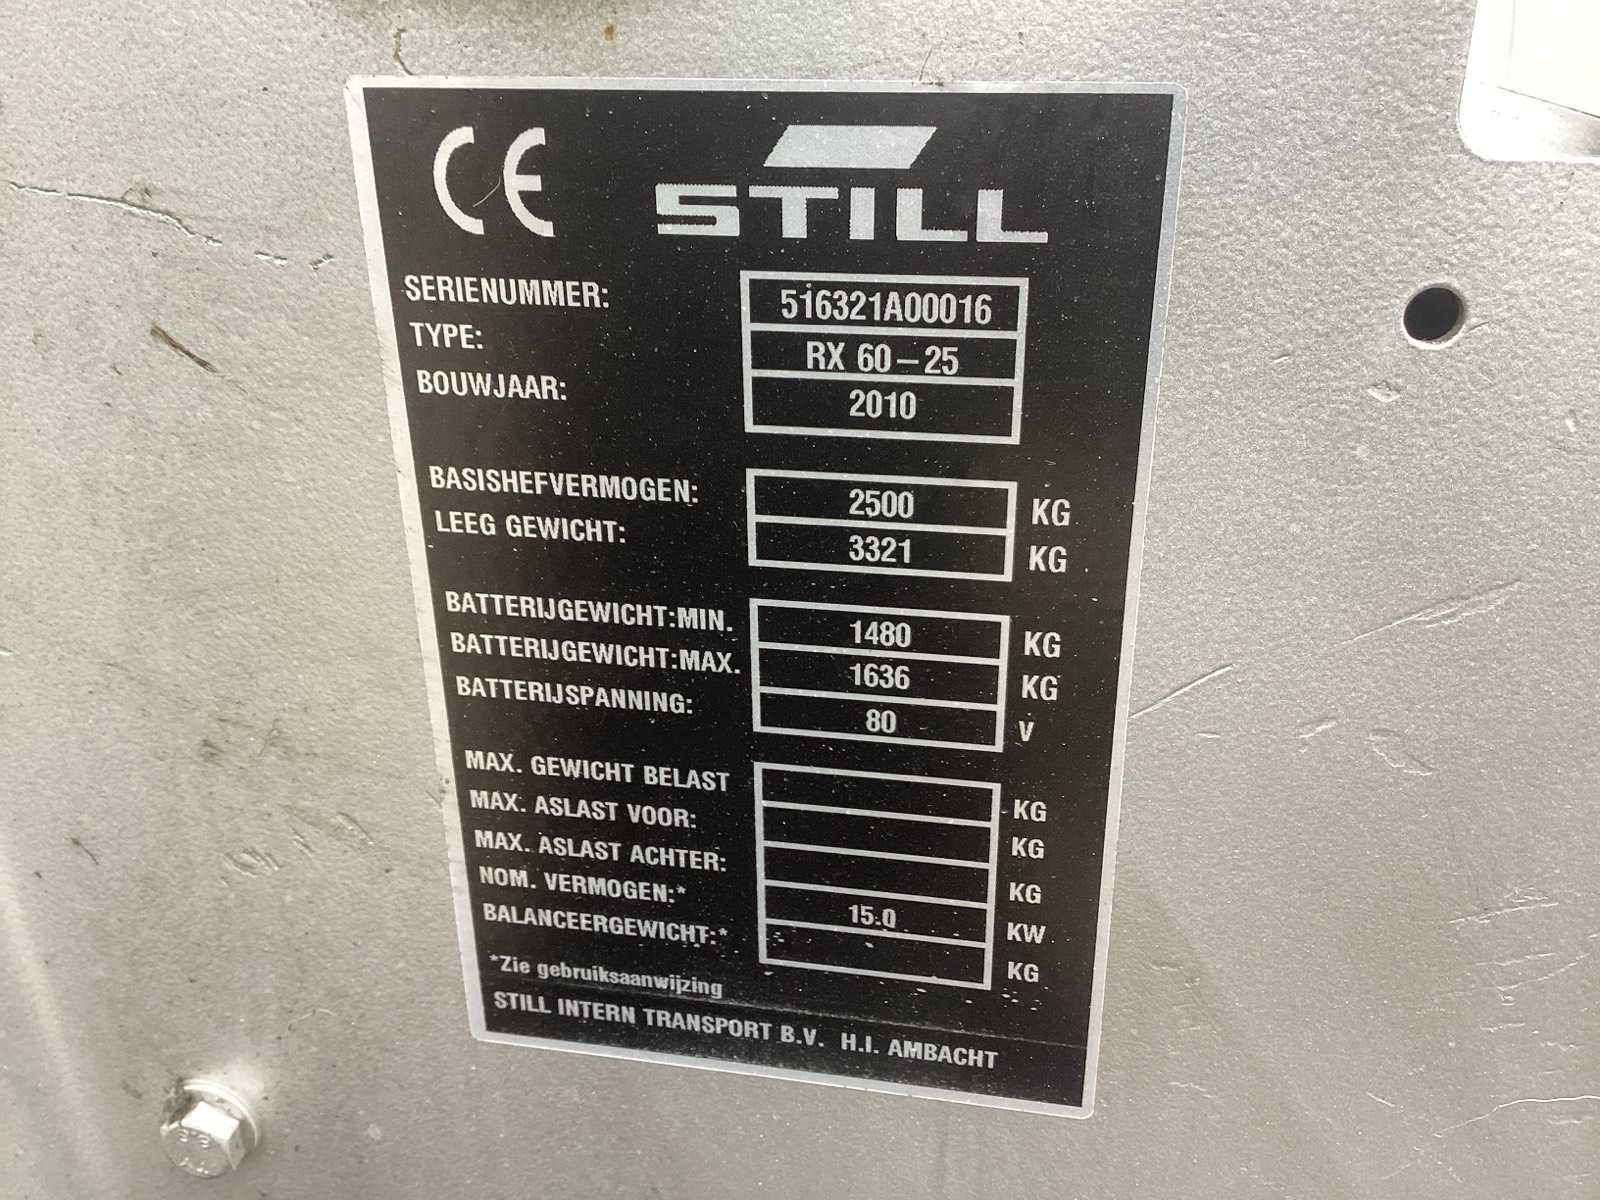 CE STILL
SERIENUMMER: 516321A00016
TYPE: RX 60-25
BOUWJAAR: 2010
BASISHEFVERMOGEN: 2500 KG
LEEG GEWICHT: 3321 KG
BATTERIJGEWICHT:MIN. 1480 KG
BATTERIJGEWICHT:MAX. 1636 KG
BATTERIJSPANNING: 80 V
MAX. GEWICHT BELAST KG
MAX. ASLAST VOOR: KG
MAX. ASLAST ACHTER: KG
NOM. VERMOGEN:* 15.0 KW
BALANCEERGEWICHT:* KG
*Zie gebruiksaanwijzing
STILL INTERN TRANSPORT B.V. H.I. AMBACHT